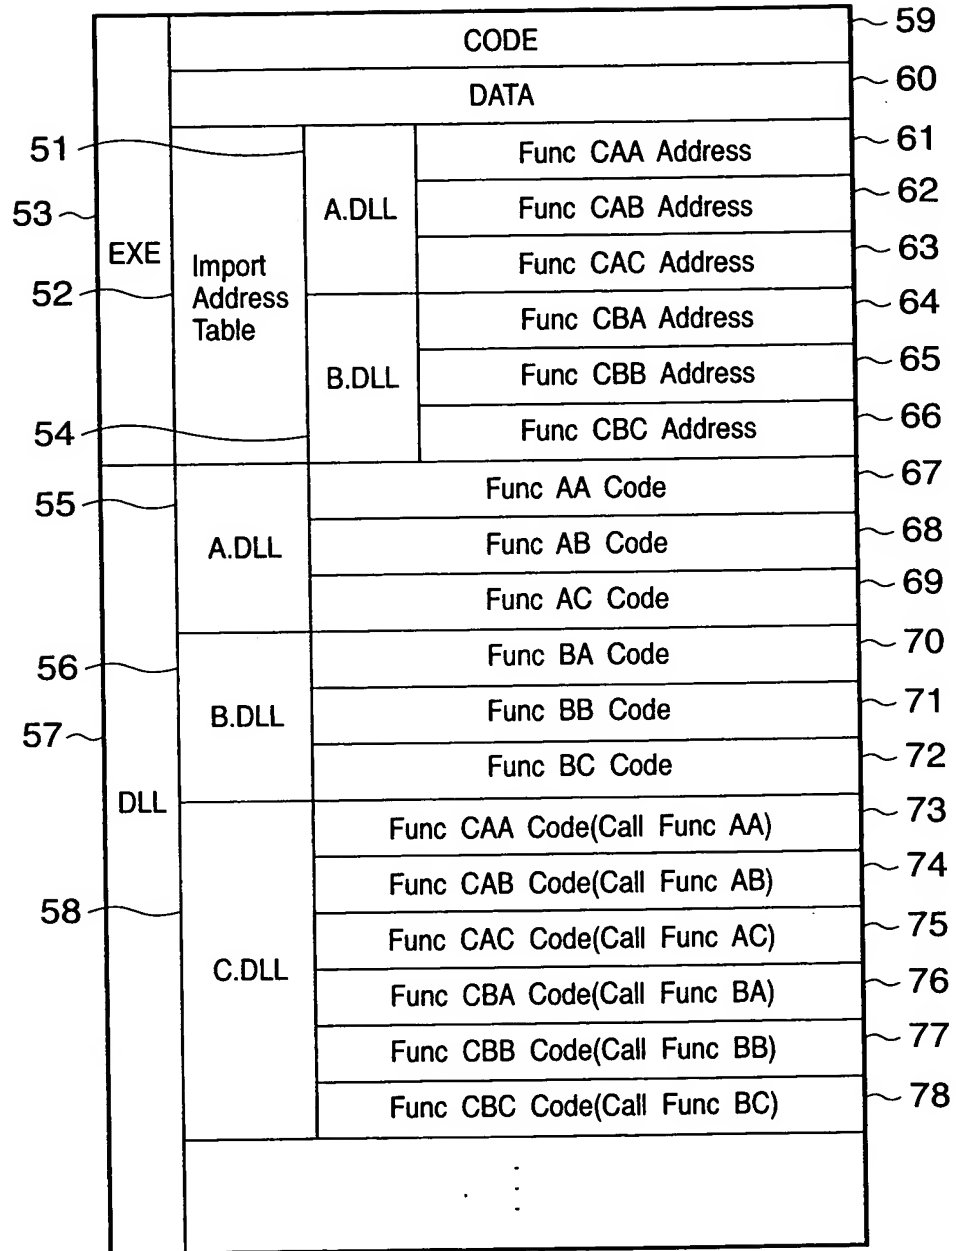 CODE
59
DATA
60
51
53
EXE
52
Import
Address
Table
54
A.DLL
Func CAA Address
61
Func CAB Address
62
Func CAC Address
63
B.DLL
Func CBA Address
64
Func CBB Address
65
Func CBC Address
66
55
A.DLL
Func AA Code
67
Func AB Code
68
Func AC Code
69
56
57
DLL
B.DLL
Func BA Code
70
Func BB Code
71
Func BC Code
72
58
C.DLL
Func CAA Code(Call Func AA)
73
Func CAB Code(Call Func AB)
74
Func CAC Code(Call Func AC)
75
Func CBA Code(Call Func BA)
76
Func CBB Code(Call Func BB)
77
Func CBC Code(Call Func BC)
78